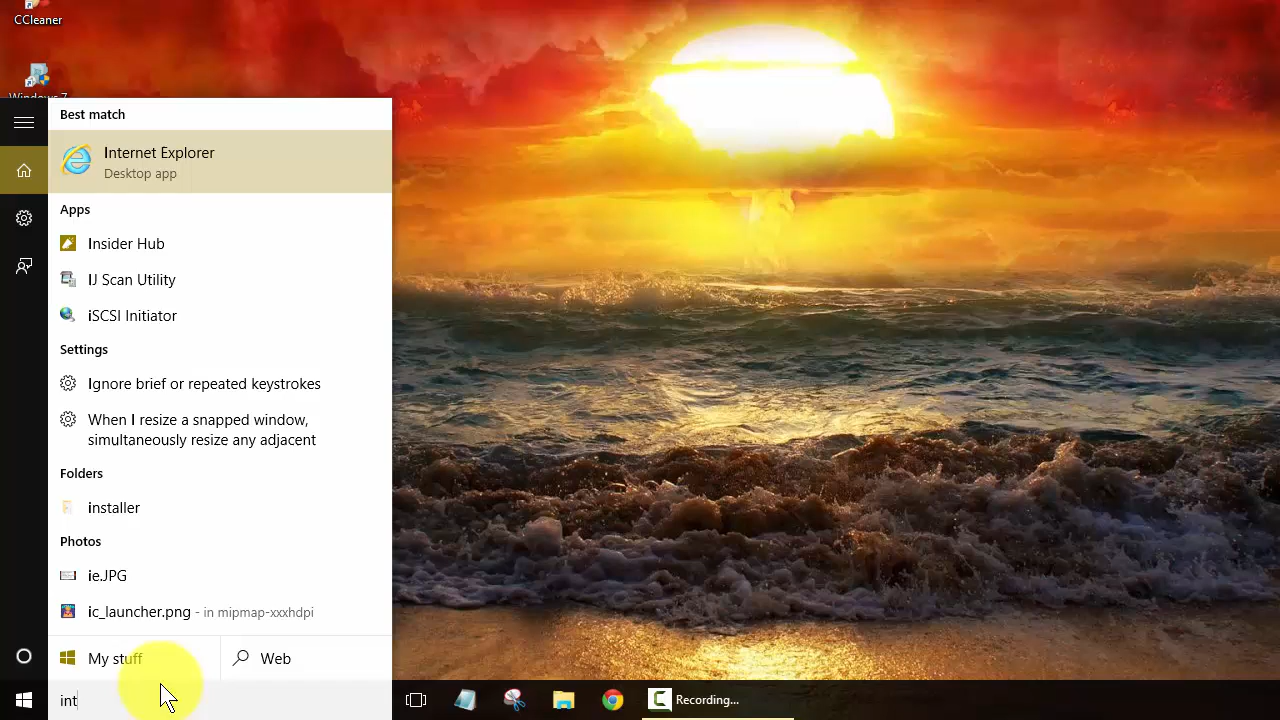 CCleaner
Windows 7
Best match
Internet Explorer
Desktop app
Apps
Insider Hub
IJ Scan Utility
iSCSI Initiator
Settings
Ignore brief or repeated keystrokes
When I resize a snapped window,
simultaneously resize any adjacent
Folders
installer
Photos
ie.JPG
ic_launcher.png - in mipmap-xxxhdpi
My stuff
Web
int
Recording...